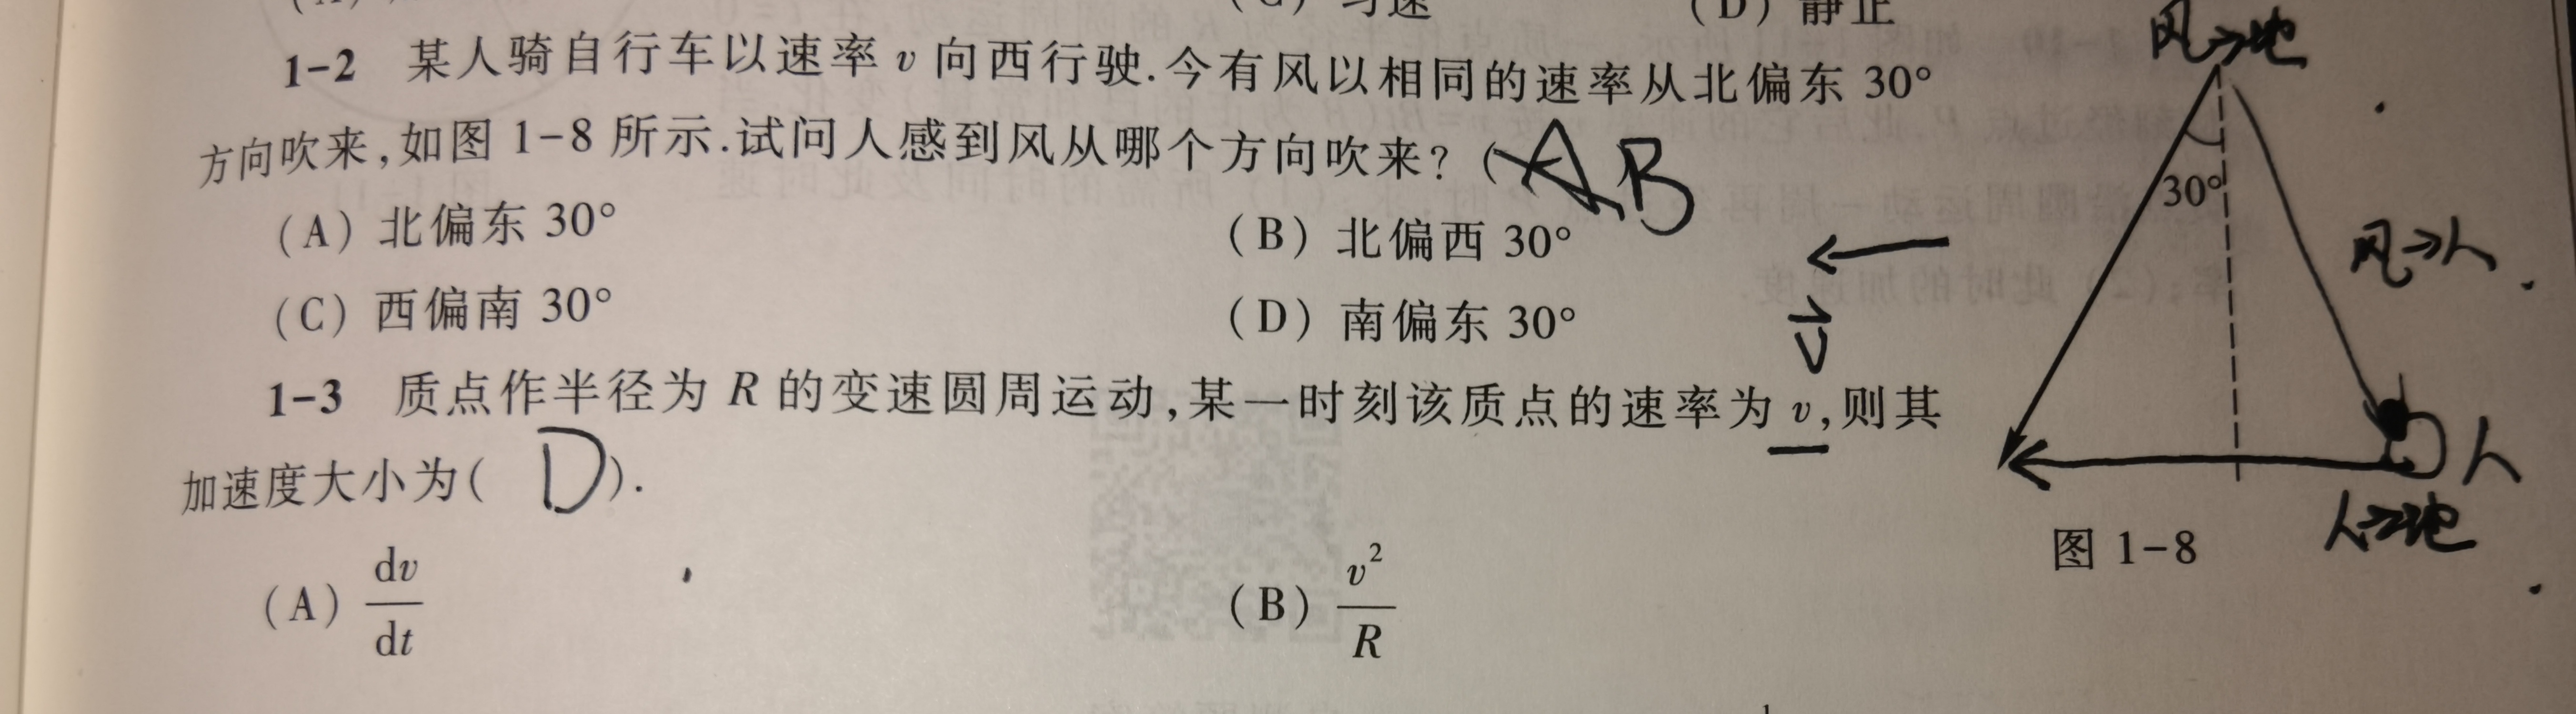 (C) 匀速 (D) 静止
1-2 某人骑自行车以速率 v 向西行驶.今有风以相同的速率从北偏东 30°
方向吹来,如图 1-8 所示.试问人感到风从哪个方向吹来? ( A B
(A) 北偏东 30° (B) 北偏西 30°
(C) 西偏南 30° (D) 南偏东 30°
v
1-3 质点作半径为 R 的变速圆周运动,某一时刻该质点的速率为 v,则其
加速度大小为( D ).
(A) dv/dt (B) v²/R
风→地
30°
风→人
人
人→地
图 1-8